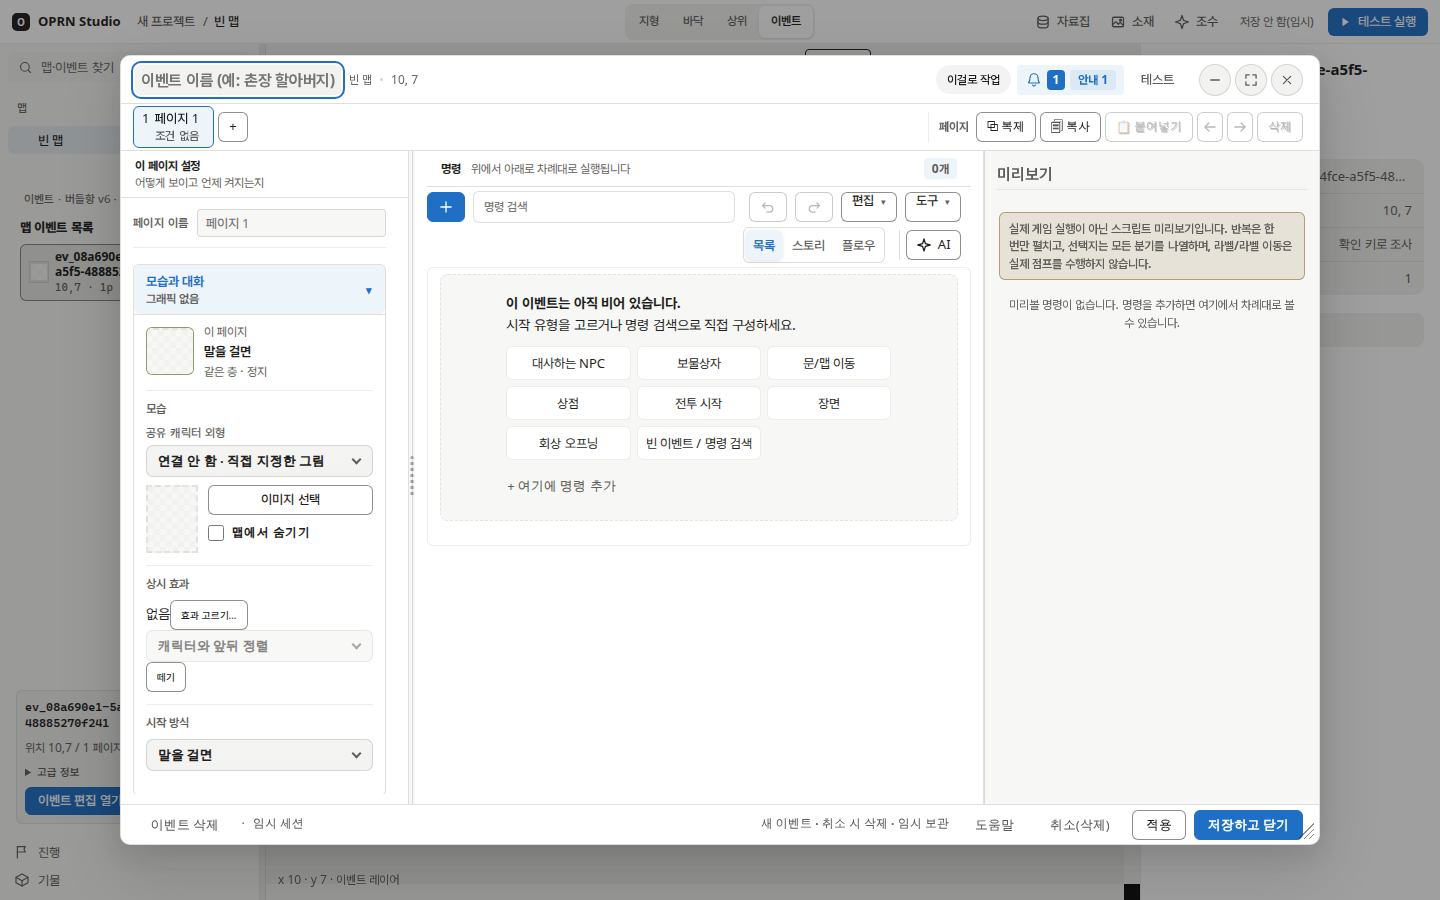 O OPRN Studio 새 프로젝트 / 빈 맵 지형 바닥 상위 이벤트 자료집 소재 조수 저장 안 함(임시) 테스트 실행
맵·이벤트 찾기
맵
빈 맵
이벤트 · 버들항 v6 ·
맵 이벤트 목록
ev_08a690e
a5f5-48885
10,7 · 1p
ev_08a690e1-5a
48885270f241
위치 10,7 / 1 페이지
고급 정보
이벤트 편집 열기
진행
기물
x 10 · y 7 · 이벤트 레이어
e-a5f5-
4fce-a5f5-48...
10, 7
확인 키로 조사
1
이벤트 이름 (예: 촌장 할아버지) 빈 맵 · 10, 7 이걸로 작업 1 안내 1 테스트
1 페이지 1
조건 없음
+
페이지 복제 복사 붙여넣기 ← → 삭제
이 페이지 설정
어떻게 보이고 언제 켜지는지
페이지 이름 페이지 1
모습과 대화
그래픽 없음
이 페이지
말을 걸면
같은 층 · 정지
모습
공유 캐릭터 외형
연결 안 함 · 직접 지정한 그림
이미지 선택
맵에서 숨기기
상시 효과
없음 효과 고르기...
캐릭터와 앞뒤 정렬
떼기
시작 방식
말을 걸면
명령 위에서 아래로 차례대로 실행됩니다 0개
+ 명령 검색 편집 도구
목록 스토리 플로우 AI
이 이벤트는 아직 비어 있습니다.
시작 유형을 고르거나 명령 검색으로 직접 구성하세요.
대사하는 NPC 보물상자 문/맵 이동
상점 전투 시작 장면
회상 오프닝 빈 이벤트 / 명령 검색
+ 여기에 명령 추가
미리보기
실제 게임 실행이 아닌 스크립트 미리보기입니다. 반복은 한
번만 펼치고, 선택지는 모든 분기를 나열하며, 라벨/라벨 이동은
실제 점프를 수행하지 않습니다.
미리볼 명령이 없습니다. 명령을 추가하면 여기에서 차례대로 볼
수 있습니다.
이벤트 삭제 · 임시 세션 새 이벤트 · 취소 시 삭제 · 임시 보관 도움말 취소(삭제) 적용 저장하고 닫기